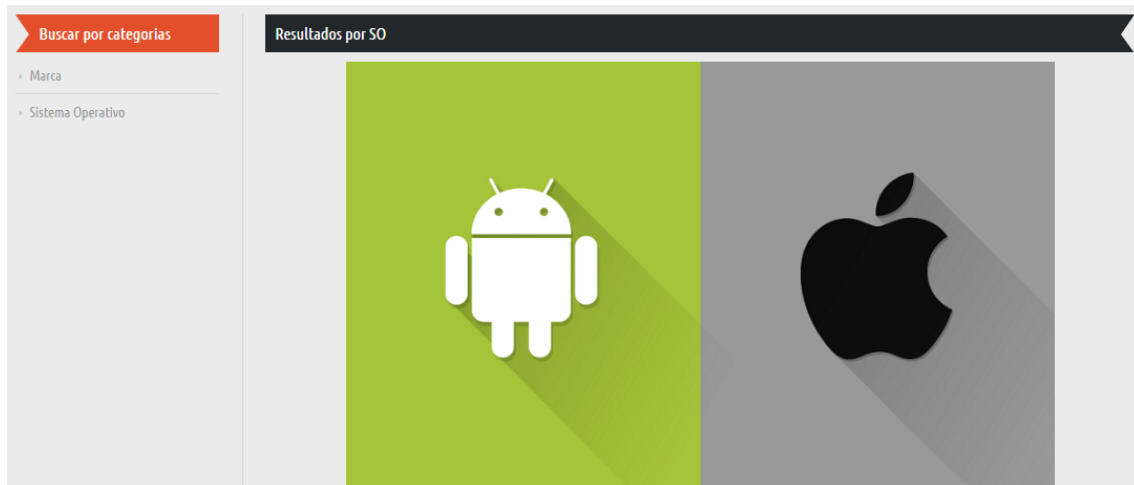 Buscar por categorias
Marca
Sistema Operativo
Resultados por SO